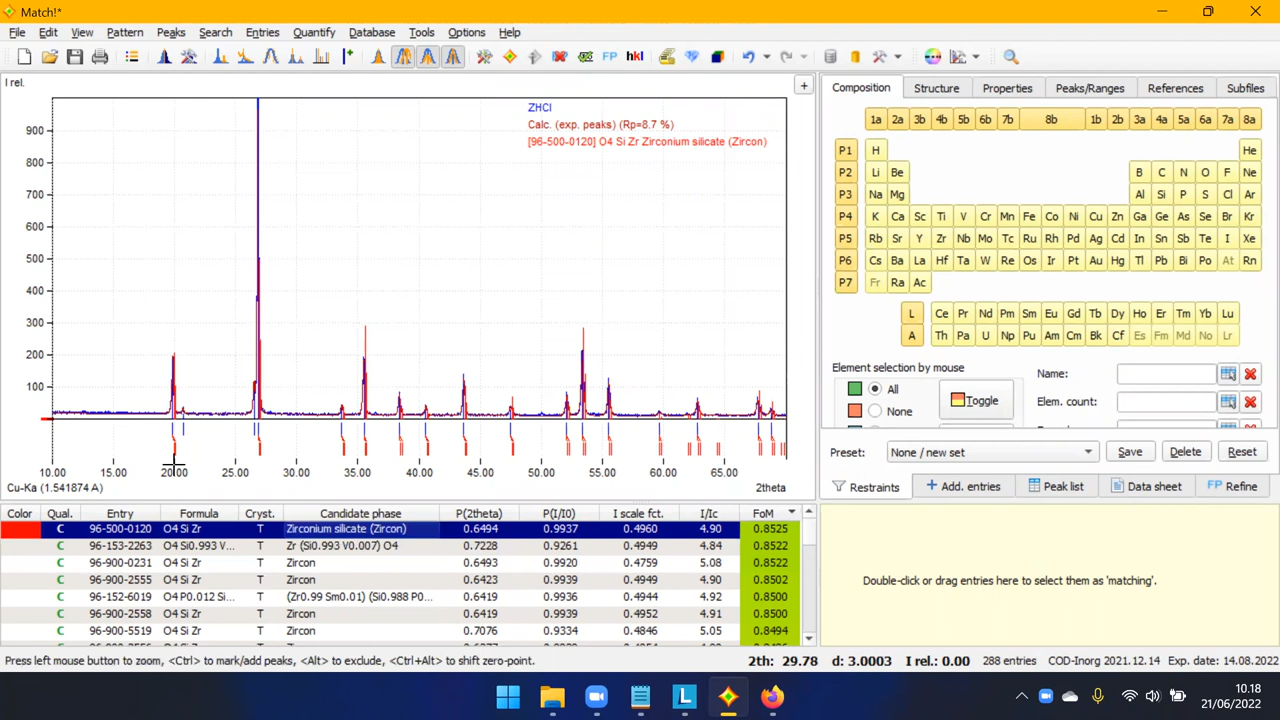 Match!*
File Edit View Pattern Peaks Search Entries Quantify Database Tools Options Help
FP hkl
I rel.
+
ZHCl
Calc. (exp. peaks) (Rp=8.7 %)
[96-500-0120] O4 Si Zr Zirconium silicate (Zircon)
900
800
700
600
500
400
300
200
100
10.00 15.00 20.00 25.00 30.00 35.00 40.00 45.00 50.00 55.00 60.00 65.00
Cu-Ka (1.541874 A) 2theta
Composition Structure Properties Peaks/Ranges References Subfiles
1a 2a 3b 4b 5b 6b 7b 8b 1b 2b 3a 4a 5a 6a 7a 8a
P1 H He
P2 Li Be B C N O F Ne
P3 Na Mg Al Si P S Cl Ar
P4 K Ca Sc Ti V Cr Mn Fe Co Ni Cu Zn Ga Ge As Se Br Kr
P5 Rb Sr Y Zr Nb Mo Tc Ru Rh Pd Ag Cd In Sn Sb Te I Xe
P6 Cs Ba La Hf Ta W Re Os Ir Pt Au Hg Tl Pb Bi Po At Rn
P7 Fr Ra Ac
L Ce Pr Nd Pm Sm Eu Gd Tb Dy Ho Er Tm Yb Lu
A Th Pa U Np Pu Am Cm Bk Cf Es Fm Md No Lr
Element selection by mouse
All
None
Toggle
Name:
Elem. count:
Preset: None / new set Save Delete Reset
Restraints Add. entries Peak list Data sheet FP Refine
Double-click or drag entries here to select them as 'matching'.
Color Qual. Entry Formula Cryst. Candidate phase P(2theta) P(I/I0) I scale fct. I/Ic FoM
C 96-500-0120 O4 Si Zr T Zirconium silicate (Zircon) 0.6494 0.9937 0.4960 4.90 0.8525
C 96-153-2263 O4 Si0.993 V... T Zr (Si0.993 V0.007) O4 0.7228 0.9261 0.4949 4.84 0.8522
C 96-900-0231 O4 Si Zr T Zircon 0.6493 0.9920 0.4759 5.08 0.8522
C 96-900-2555 O4 Si Zr T Zircon 0.6423 0.9939 0.4949 4.90 0.8502
C 96-152-6019 O4 P0.012 Si... T (Zr0.99 Sm0.01) (Si0.988 P0... 0.6419 0.9939 0.4944 4.92 0.8500
C 96-900-2558 O4 Si Zr T Zircon 0.6419 0.9939 0.4952 4.91 0.8500
C 96-900-5519 O4 Si Zr T Zircon 0.7076 0.9334 0.4846 5.05 0.8494
Press left mouse button to zoom, <Ctrl> to mark/add peaks, <Alt> to exclude, <Ctrl+Alt> to shift zero-point.
2th: 29.78 d: 3.0003 I rel.: 0.00 288 entries COD-Inorg 2021.12.14 Exp. date: 14.08.2022
L
10.18
21/06/2022